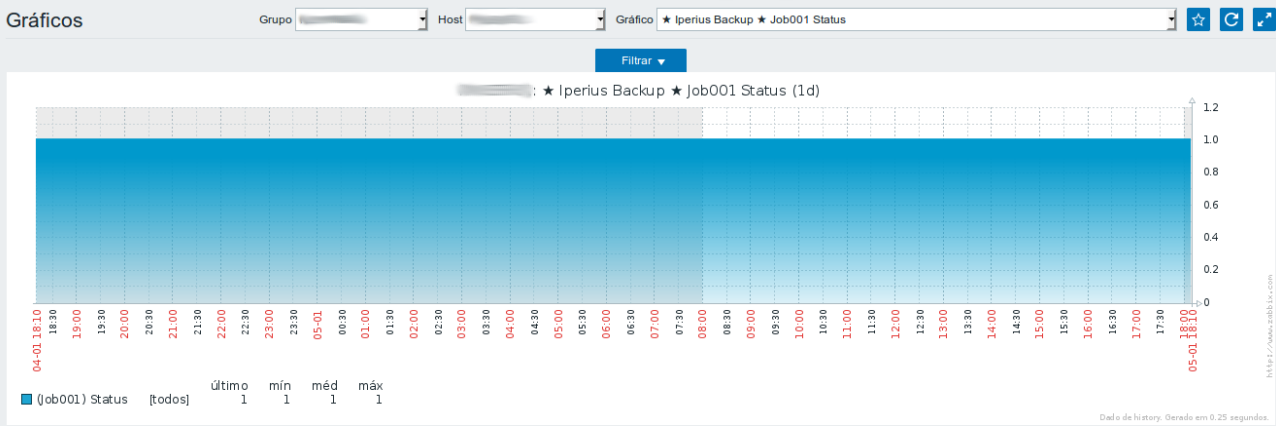 Gráficos
Grupo
Host
Gráfico ★ Iperius Backup ★ Job001 Status
Filtrar ▼
: ★ Iperius Backup ★ Job001 Status (1d)
1.2
1.0
0.8
0.6
0.4
0.2
0
04-01 18:10 18:30 19:00 19:30 20:00 20:30 21:00 21:30 22:00 22:30 23:00 23:30 05-01 00:30 01:00 01:30 02:00 02:30 03:00 03:30 04:00 04:30 05:00 05:30 06:00 06:30 07:00 07:30 08:00 08:30 09:00 09:30 10:00 10:30 11:00 11:30 12:00 12:30 13:00 13:30 14:00 14:30 15:00 15:30 16:00 16:30 17:00 17:30 18:00 05-01 18:10
último mín méd máx
(Job001) Status [todos] 1 1 1 1
http://www.zabbix.com
Dado de history. Gerado em 0.25 segundos.